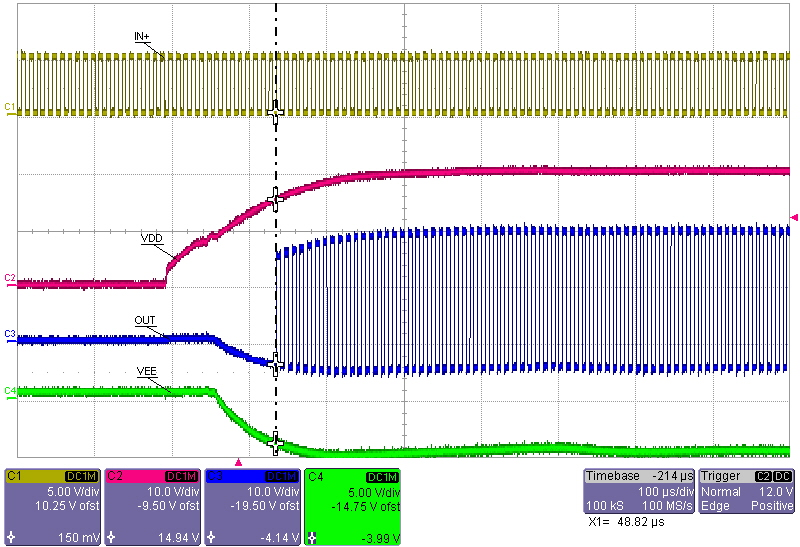 IN+
C1
VDD
C2
OUT
C3
VEE
C4
C1 DC1M
5.00 V/div
10.25 V ofst
150 mV
C2 DC1M
10.0 V/div
-9.50 V ofst
14.94 V
C3 DC1M
10.0 V/div
-19.50 V ofst
-4.14 V
C4 DC1M
5.00 V/div
-14.75 V ofst
-3.99 V
Timebase -214 µs
100 µs/div
100 kS 100 MS/s
Trigger C2 DC
Normal 12.0 V
Edge Positive
X1= 48.82 µs